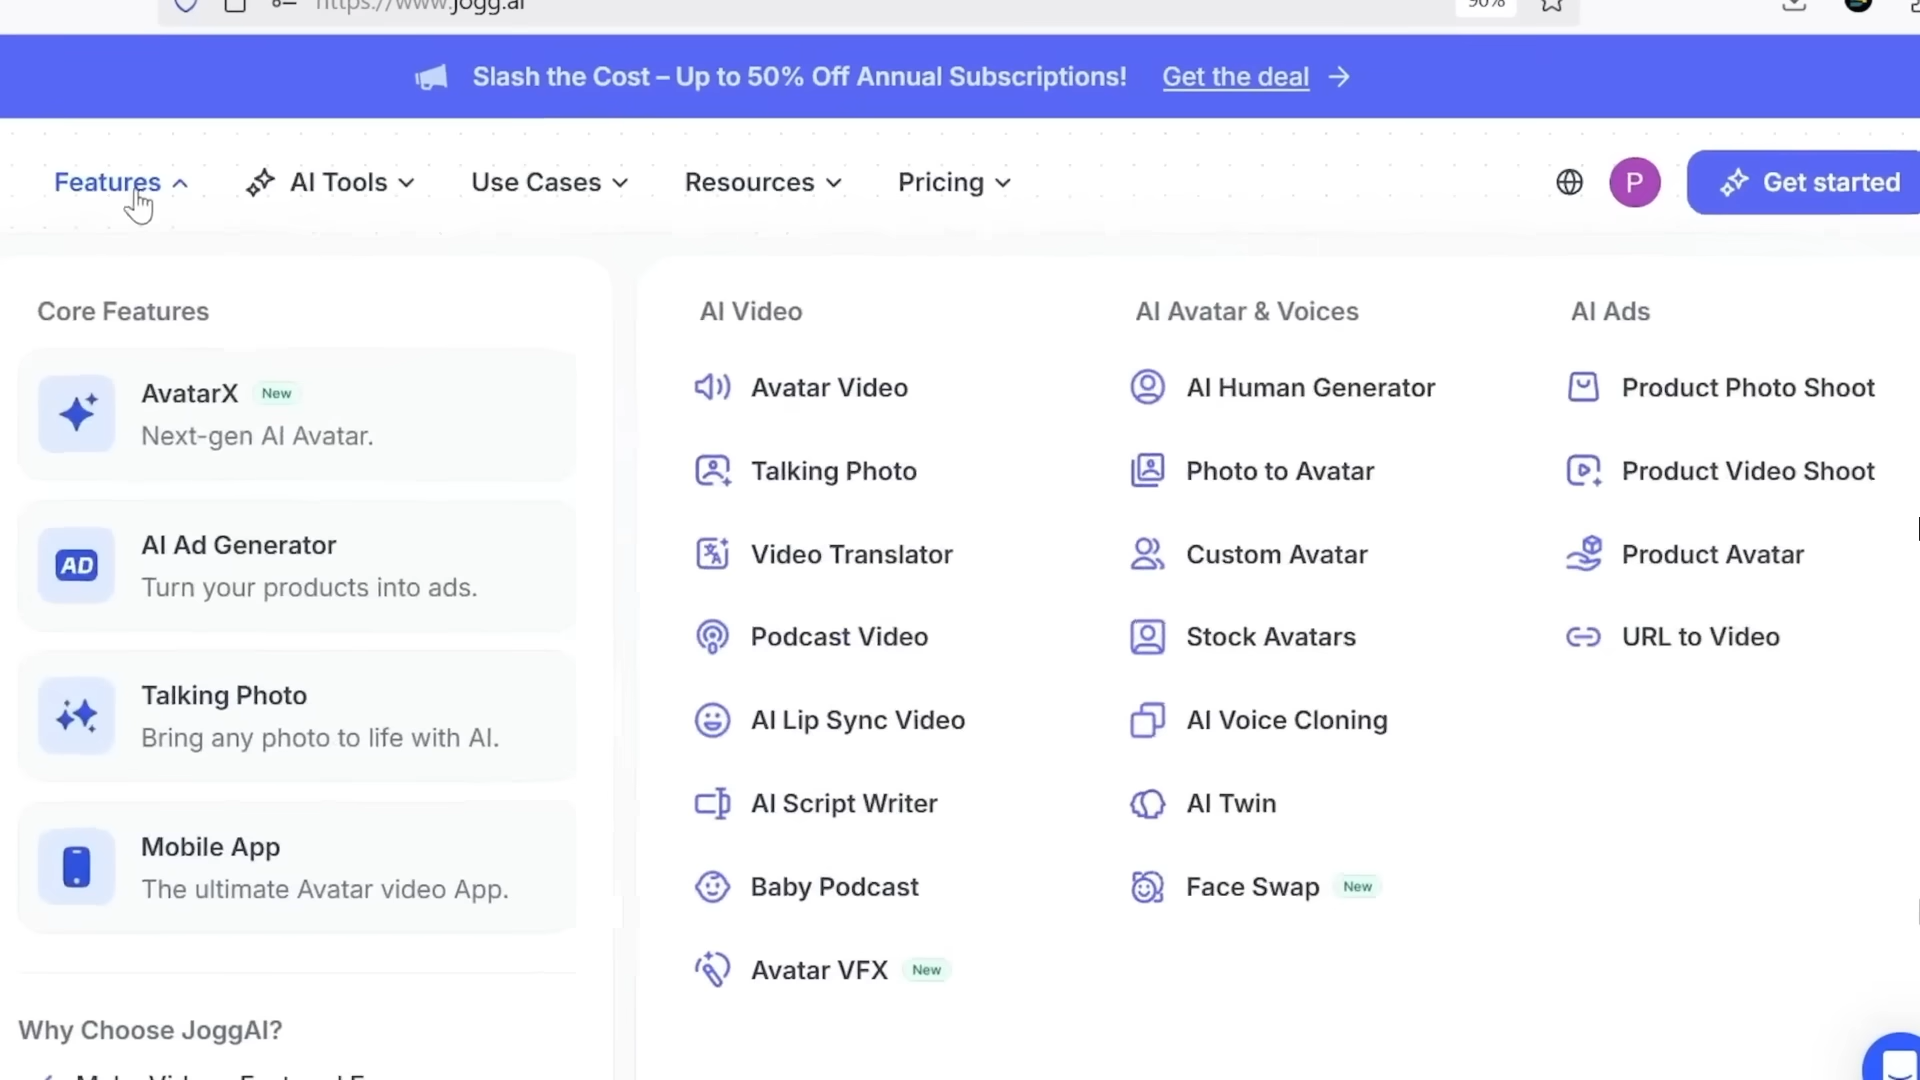 https://www.jogg.ai
90%
Slash the Cost – Up to 50% Off Annual Subscriptions! Get the deal →
Features
AI Tools
Use Cases
Resources
Pricing
P
Get started
Core Features
AvatarX New
Next-gen AI Avatar.
AD
AI Ad Generator
Turn your products into ads.
Talking Photo
Bring any photo to life with AI.
Mobile App
The ultimate Avatar video App.
Why Choose JoggAI?
AI Video
Avatar Video
Talking Photo
Video Translator
Podcast Video
AI Lip Sync Video
AI Script Writer
Baby Podcast
Avatar VFX New
AI Avatar & Voices
AI Human Generator
Photo to Avatar
Custom Avatar
Stock Avatars
AI Voice Cloning
AI Twin
Face Swap New
AI Ads
Product Photo Shoot
Product Video Shoot
Product Avatar
URL to Video